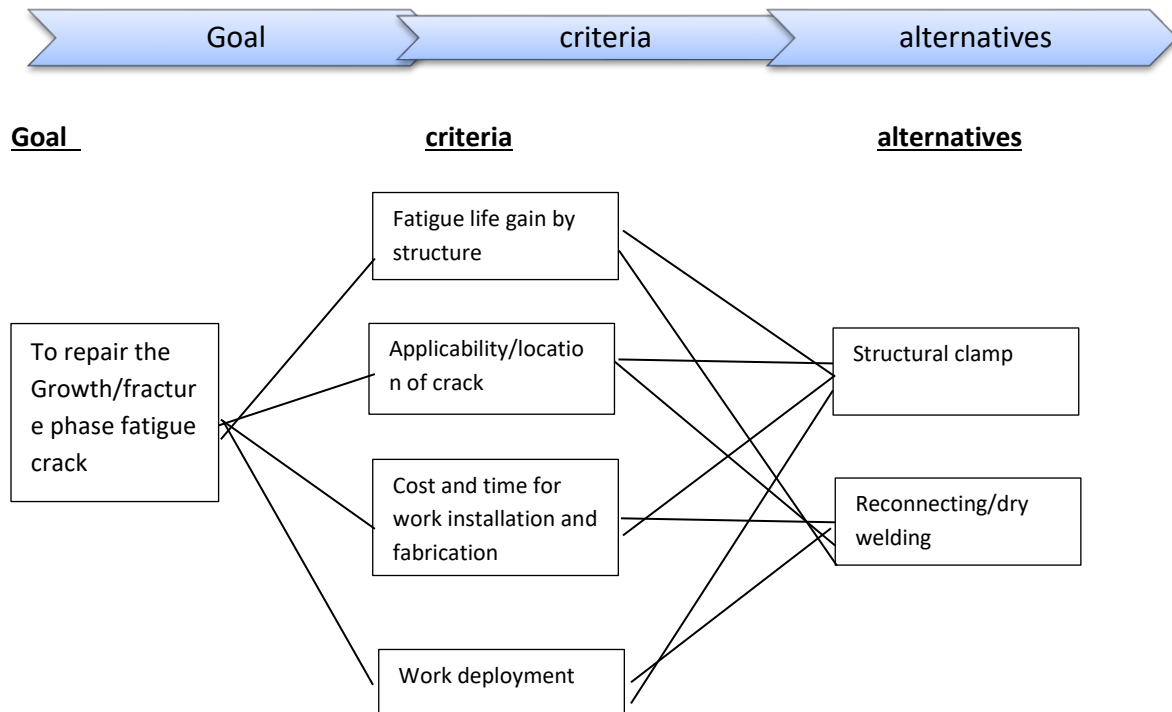 Goal
criteria
alternatives
Goal
criteria
alternatives
Fatigue life gain by
structure
To repair the
Growth/fractur
e phase fatigue
crack
Applicability/locatio
n of crack
Structural clamp
Cost and time for
work installation and
fabrication
Reconnecting/dry
welding
Work deployment